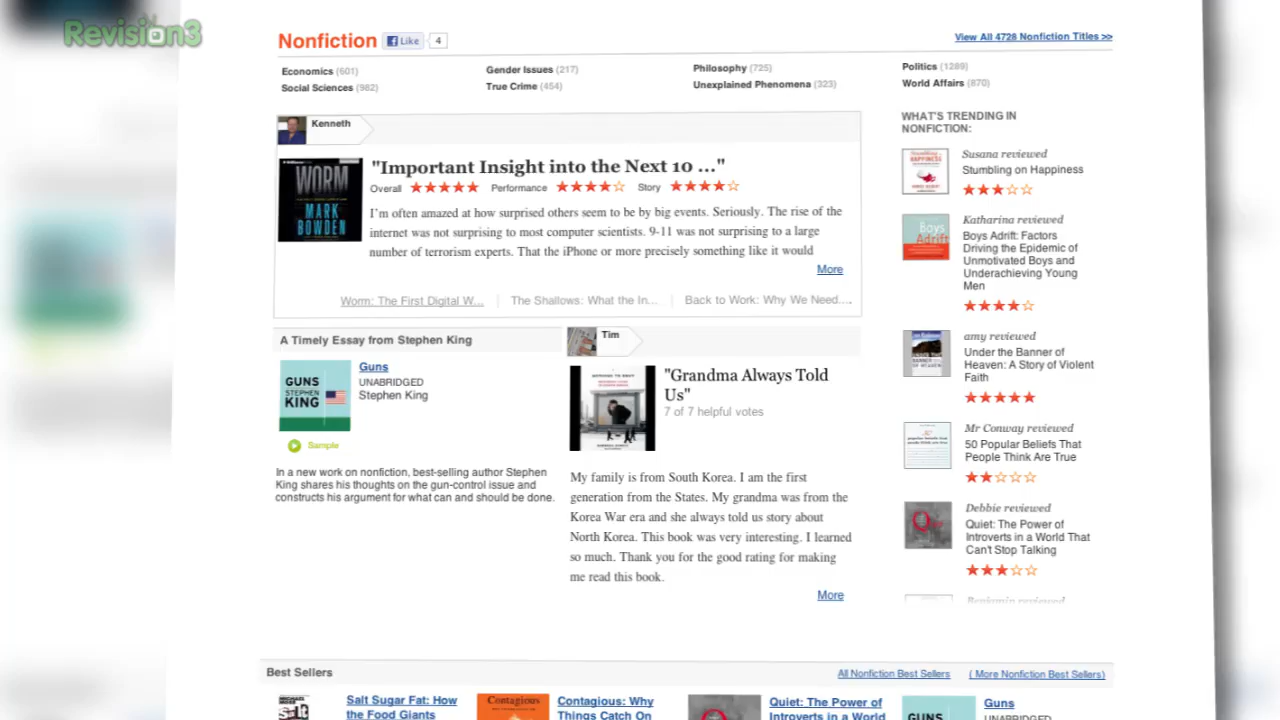 Revision3
Nonfiction
Like
4
View All 4728 Nonfiction Titles >>
Economics (601)
Gender Issues (217)
Philosophy (725)
Politics (1289)
Social Sciences (982)
True Crime (454)
Unexplained Phenomena (323)
World Affairs (870)
Kenneth
WORM
MARK
BOWDEN
"Important Insight into the Next 10 ..."
Overall
Performance
Story
I'm often amazed at how surprised others seem to be by big events. Seriously. The rise of the
internet was not surprising to most computer scientists. 9-11 was not surprising to a large
number of terrorism experts. That the iPhone or more precisely something like it would
More
Worm: The First Digital W...
The Shallows: What the In...
Back to Work: Why We Need....
A Timely Essay from Stephen King
GUNS
STEPHEN
KING
Guns
UNABRIDGED
Stephen King
Sample
In a new work on nonfiction, best-selling author Stephen
King shares his thoughts on the gun-control issue and
constructs his argument for what can and should be done.
Tim
"Grandma Always Told
Us"
7 of 7 helpful votes
My family is from South Korea. I am the first
generation from the States. My grandma was from the
Korea War era and she always told us story about
North Korea. This book was very interesting. I learned
so much. Thank you for the good rating for making
me read this book.
More
WHAT'S TRENDING IN
NONFICTION:
Susana reviewed
Stumbling on Happiness
Boys
Adrift
Katharina reviewed
Boys Adrift: Factors
Driving the Epidemic of
Unmotivated Boys and
Underachieving Young
Men
amy reviewed
Under the Banner of
Heaven: A Story of Violent
Faith
Mr Conway reviewed
50 Popular Beliefs That
People Think Are True
Debbie reviewed
Quiet: The Power of
Introverts in a World That
Can't Stop Talking
Benjamin reviewed
Best Sellers
All Nonfiction Best Sellers
( More Nonfiction Best Sellers)
Salt
Salt Sugar Fat: How
the Food Giants
Contagious
Contagious: Why
Things Catch On
Quiet: The Power of
Introverts in a World
GUNS
Guns
UNABRIDGED